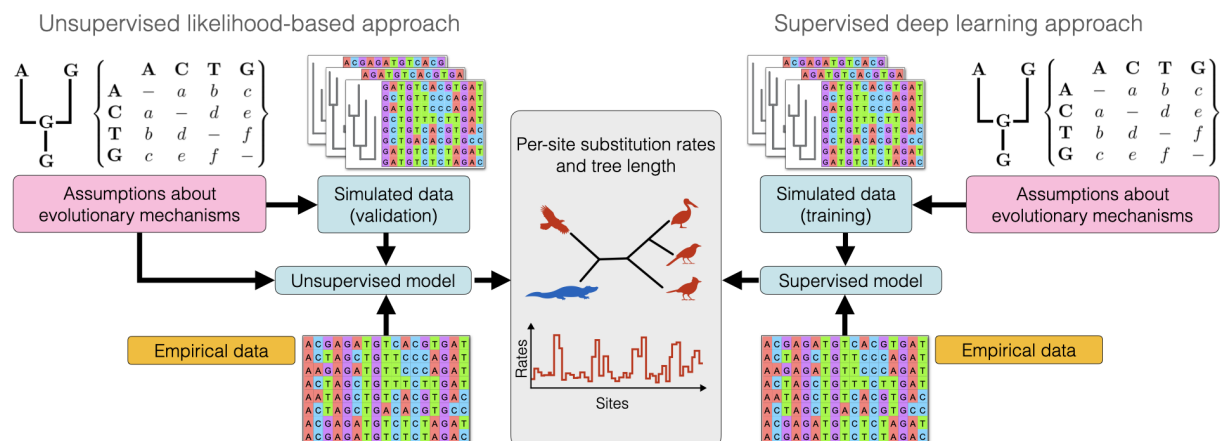 Unsupervised likelihood-based approach
Supervised deep learning approach
A G
G
G
A C T G
A – a b c
C a – d e
T b d – f
G c e f –
ACGAGATGTCACG
AGATGTCACGTGA
GATGTCACGTGAT
GCTGTTCCCAGAT
GCTGTTCCCAGAT
GCTGTTTCTTGAT
GCTGTCACGTGAC
GCTGACACGTGCC
GATGTCTCTAGAT
GATGTCTCTAGAC
Assumptions about
evolutionary mechanisms
Simulated data
(validation)
Unsupervised model
Empirical data
ACGAGATGTCACGTGAT
ACTAGCTGTTCCCAGAT
AAGAGATGTTCCCAGAT
ACTAGCTGTTTCTTGAT
AATAGCTGTCACGTGAC
ACTAGCTGACACGTGCC
ACGAGATGTCTCTAGAT
ACGAGATGTCTCTAGAC
Per-site substitution rates
and tree length
Rates
Sites
ACGAGATGTCACG
AGATGTCACGTGA
GATGTCACGTGAT
GCTGTTCCCAGAT
GATGTTCCCAGAT
GCTGTTTCTTGAT
GCTGTCACGTGAC
GCTGACACGTGCC
GATGTCTCTAGAT
GATGTCTCTAGAC
A G
G
G
A C T G
A – a b c
C a – d e
T b d – f
G c e f –
Simulated data
(training)
Assumptions about
evolutionary mechanisms
Supervised model
Empirical data
ACGAGATGTCACGTGAT
ACTAGCTGTTCCCAGAT
AAGAGATGTTCCCAGAT
ACTAGCTGTTTCTTGAT
AATAGCTGTCACGTGAC
ACTAGCTGACACGTGCC
ACGAGATGTCTCTAGAT
ACGAGATGTCTCTAGAC